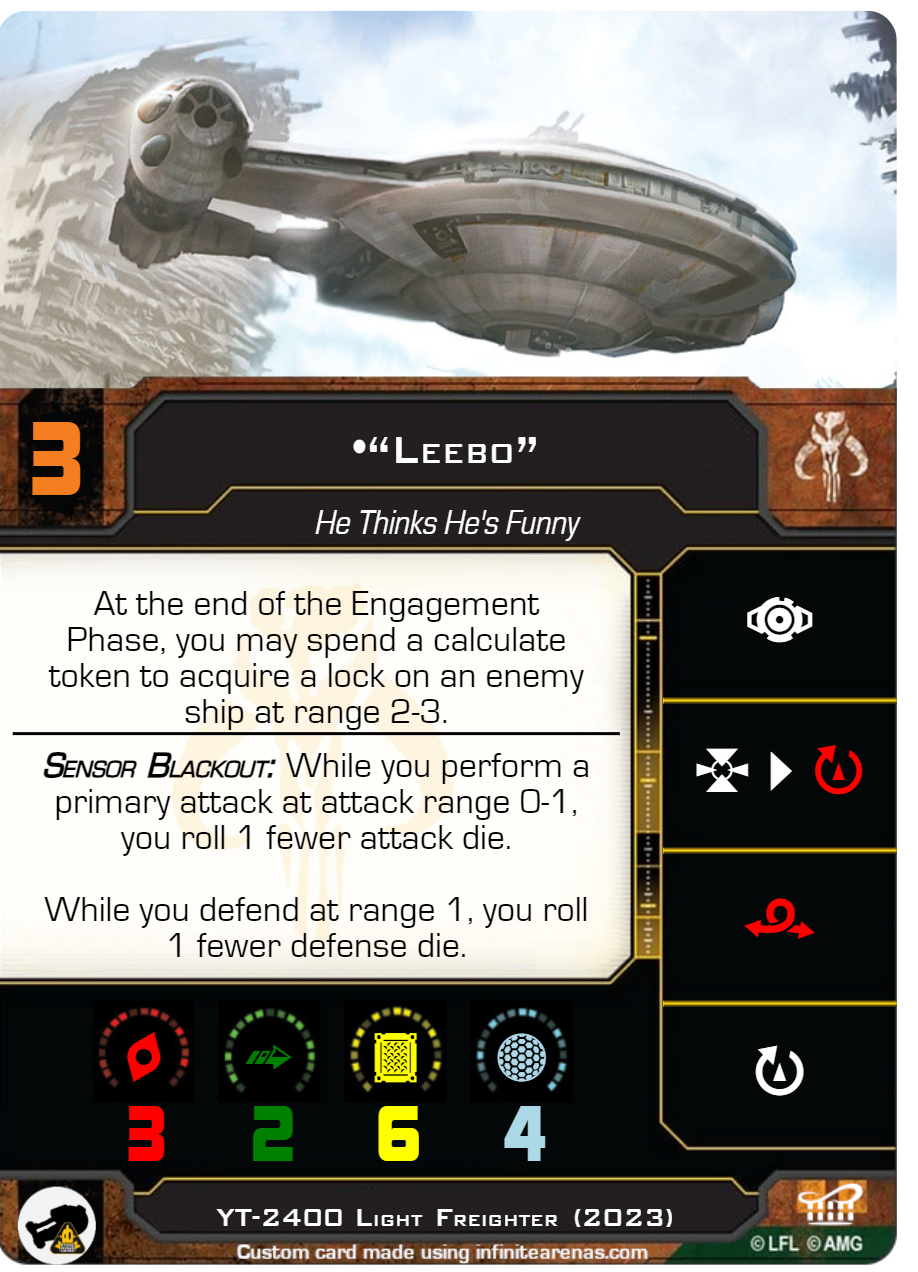 3
•“Leebo”
He Thinks He's Funny
At the end of the Engagement
Phase, you may spend a calculate
token to acquire a lock on an enemy
ship at range 2-3.
Sensor Blackout: While you perform a
primary attack at attack range 0-1,
you roll 1 fewer attack die.
While you defend at range 1, you roll
1 fewer defense die.
3 2 6 4
YT-2400 Light Freighter (2023)
Custom card made using infinitearenas.com
© LFL © AMG